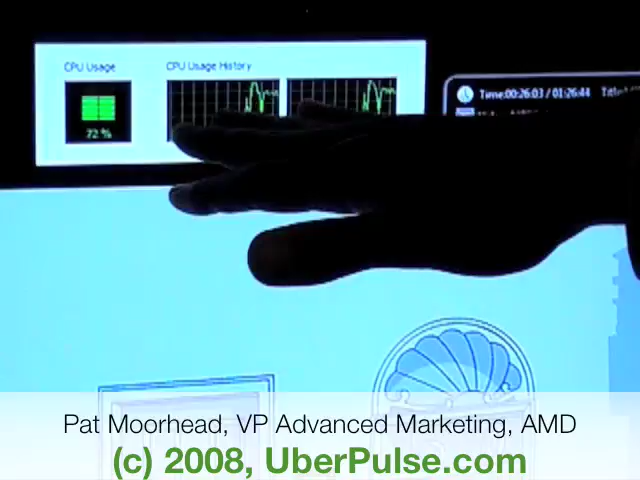 CPU Usage
CPU Usage History
72 %
Time:00:26:03 / 01:26:44 Title
Pat Moorhead, VP Advanced Marketing, AMD
(c) 2008, UberPulse.com